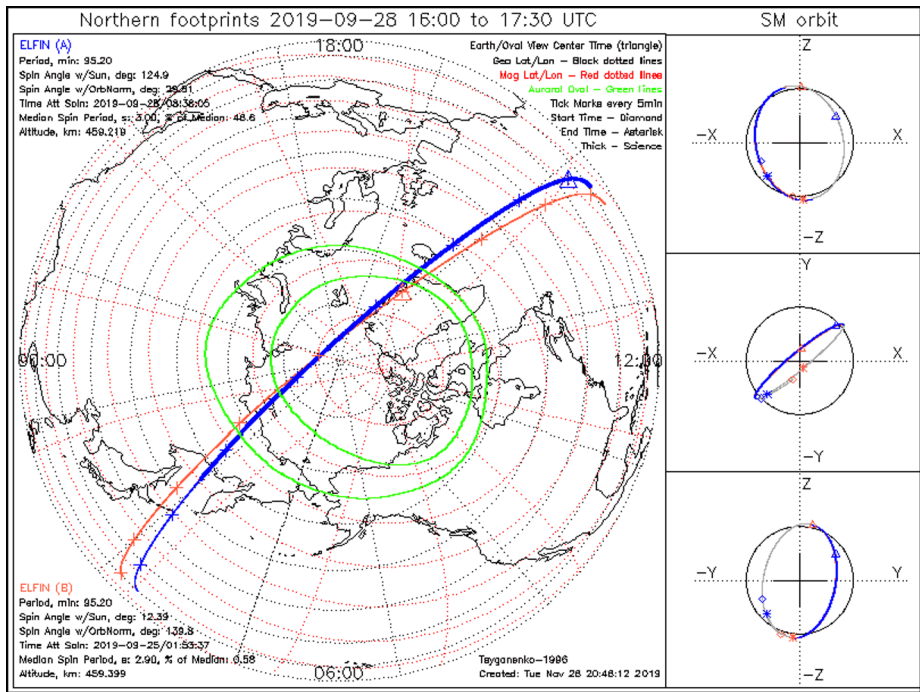 Northern footprints 2019-09-28 16:00 to 17:30 UTC
SM orbit
ELFIN (A)
Period, min: 95.20
Spin Angle w/Sun, deg: 124.9
Spin Angle w/OrbNorm, deg:
Time Att Soln: 2019-09-28/08:38:05
Median Spin Period, s: 3.00, % of Median: 46.6
Altitude, km: 459.219
18:00
Earth/Oval View Center Time (triangle)
Geo Lat/Lon - Black dotted lines
Mag Lat/Lon - Red dotted lines
Auroral Oval - Green lines
Tick Marks every 5min
Start Time - Diamond
End Time - Asterisk
Thick - Science
00:00
12:00
ELFIN (B)
Period, min: 95.20
Spin Angle w/Sun, deg: 12.39
Spin Angle w/OrbNorm, deg: 139.8
Time Att Soln: 2019-09-25/01:53:37
Median Spin Period, s: 2.90, % of Median: 0.58
Altitude, km: 459.399
06:00
Tsyganenko-1996
Created: Tue Nov 26 20:46:12 2019
Z
-X
X
-Z
Y
-X
X
-Y
Z
-Y
Y
-Z